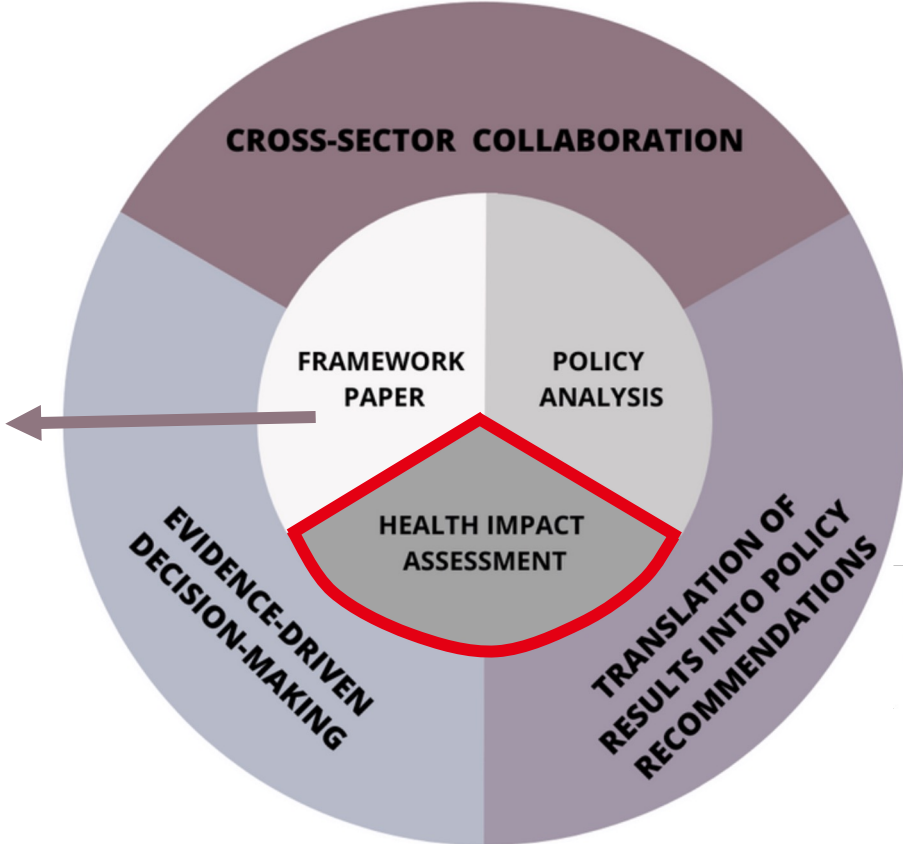 CROSS-SECTOR COLLABORATION
FRAMEWORK
PAPER
POLICY
ANALYSIS
HEALTH IMPACT
ASSESSMENT
EVIDENCE-DRIVEN
DECISION-MAKING
TRANSLATION OF
RESULTS INTO POLICY
RECOMMENDATIONS